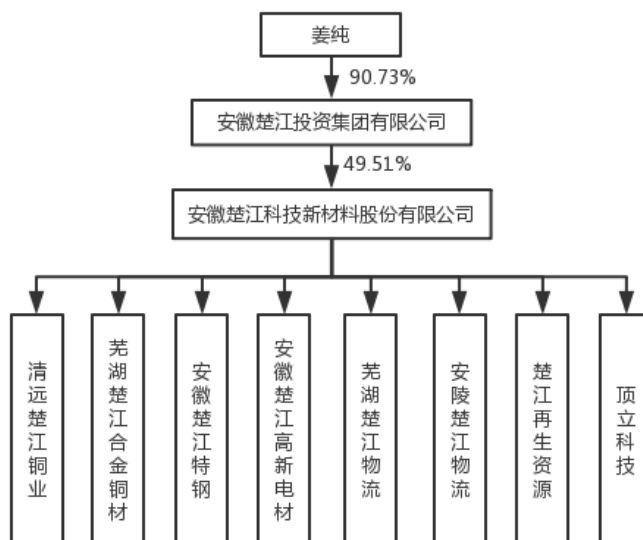 姜纯
90.73%
安徽楚江投资集团有限公司
49.51%
安徽楚江科技新材料股份有限公司
清远楚江铜业
芜湖楚江合金铜材
安徽楚江特钢
安徽楚江高新电材
芜湖楚江物流
安陵楚江物流
楚江再生资源
顶立科技